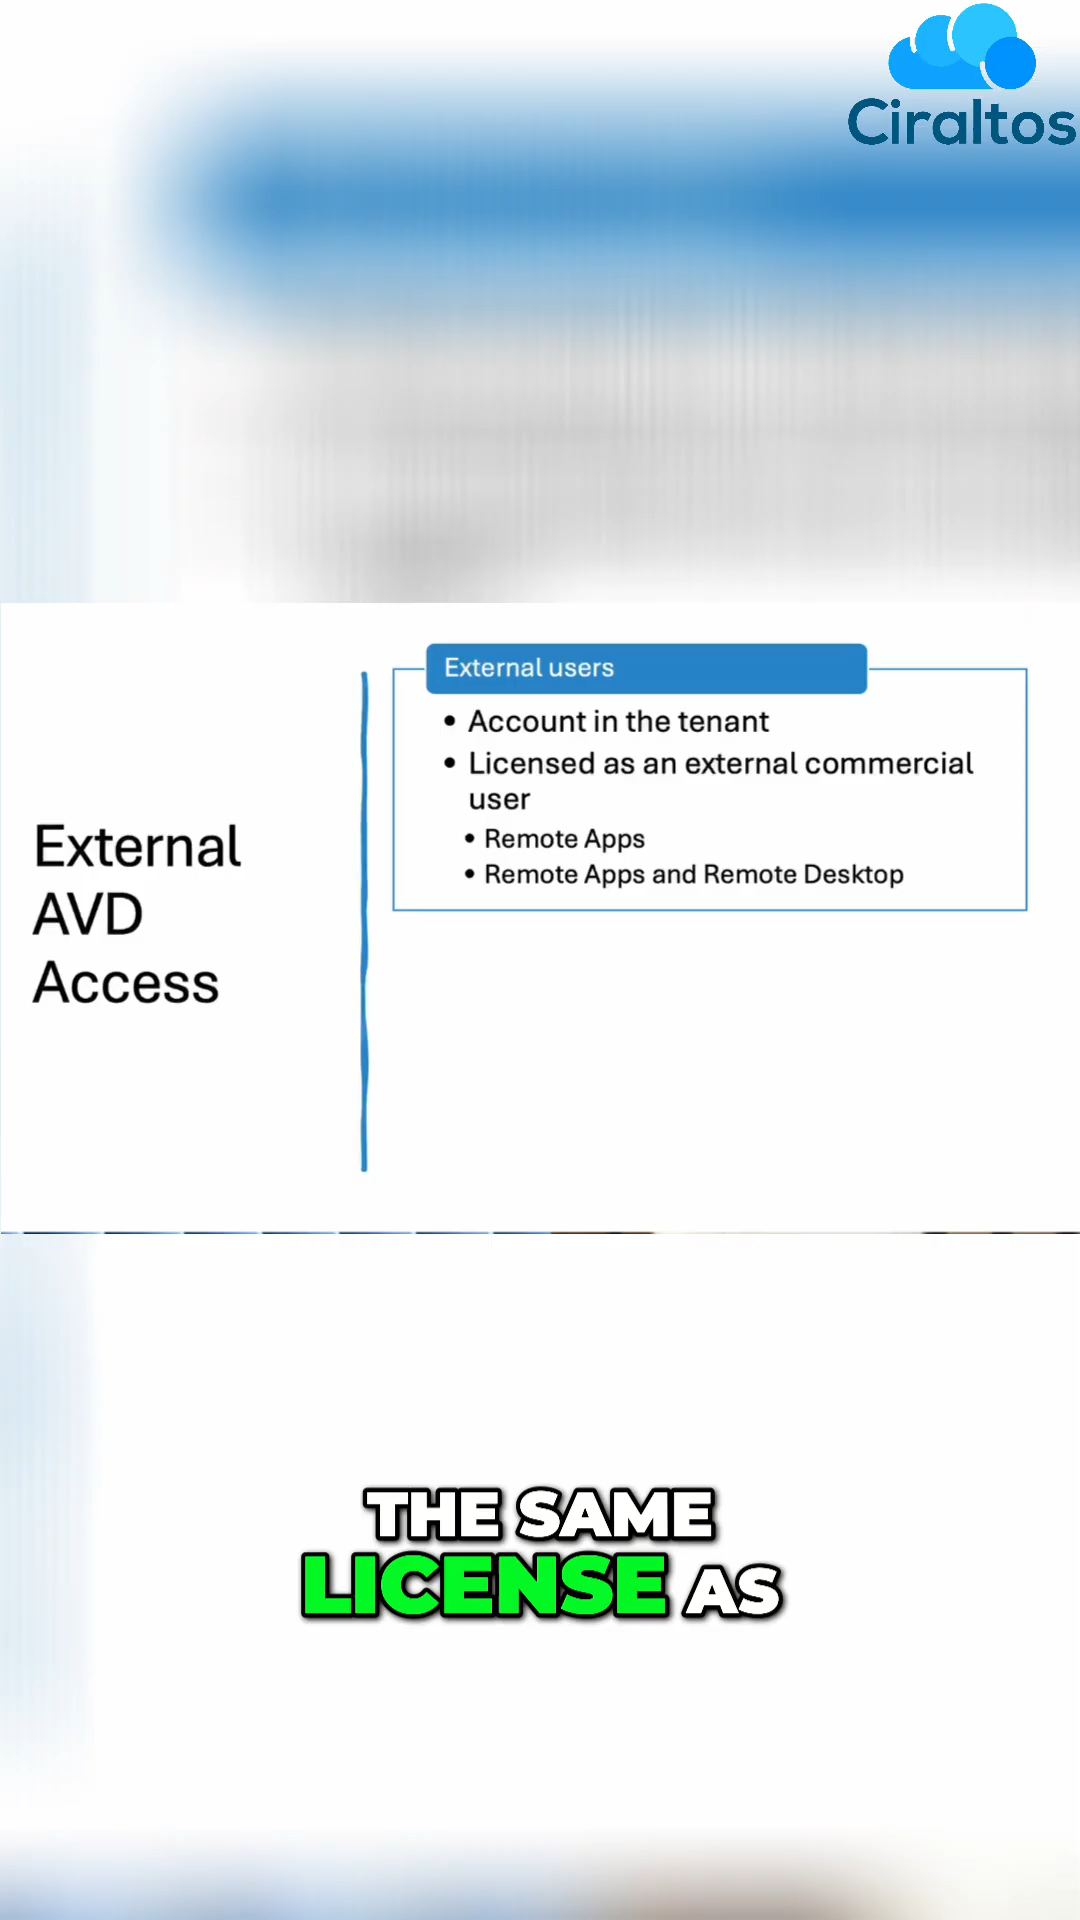 Ciraltos
External users
• Account in the tenant
• Licensed as an external commercial
user
• Remote Apps
• Remote Apps and Remote Desktop
External
AVD
Access
THE SAME
LICENSE AS